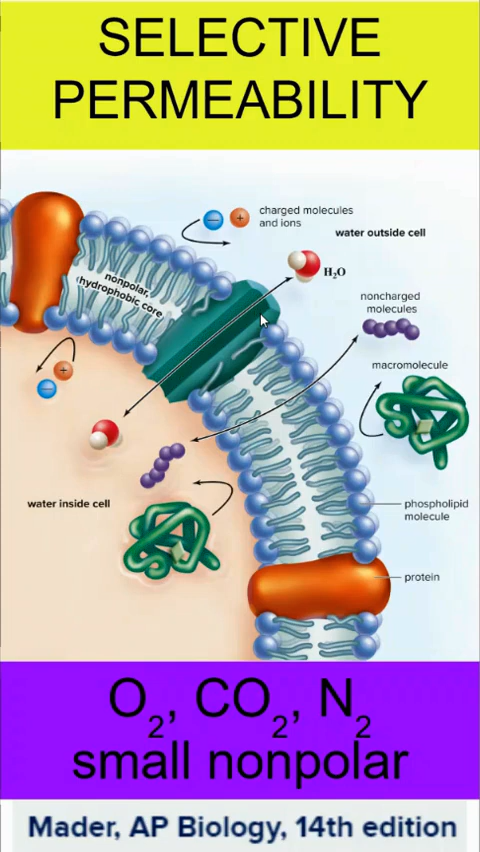 SELECTIVE
PERMEABILITY
charged molecules
and ions
water outside cell
H₂O
nonpolar,
hydrophobic core
noncharged
molecules
macromolecule
water inside cell
phospholipid
molecule
protein
O₂, CO₂, N₂
small nonpolar
Mader, AP Biology, 14th edition